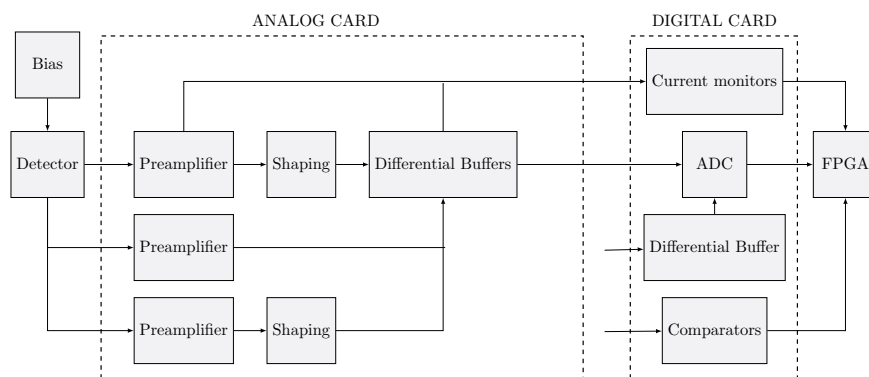 ANALOG CARD
DIGITAL CARD
Bias
Current monitors
Detector
Preamplifier
Shaping
Differential Buffers
ADC
FPGA
Preamplifier
Differential Buffer
Preamplifier
Shaping
Comparators